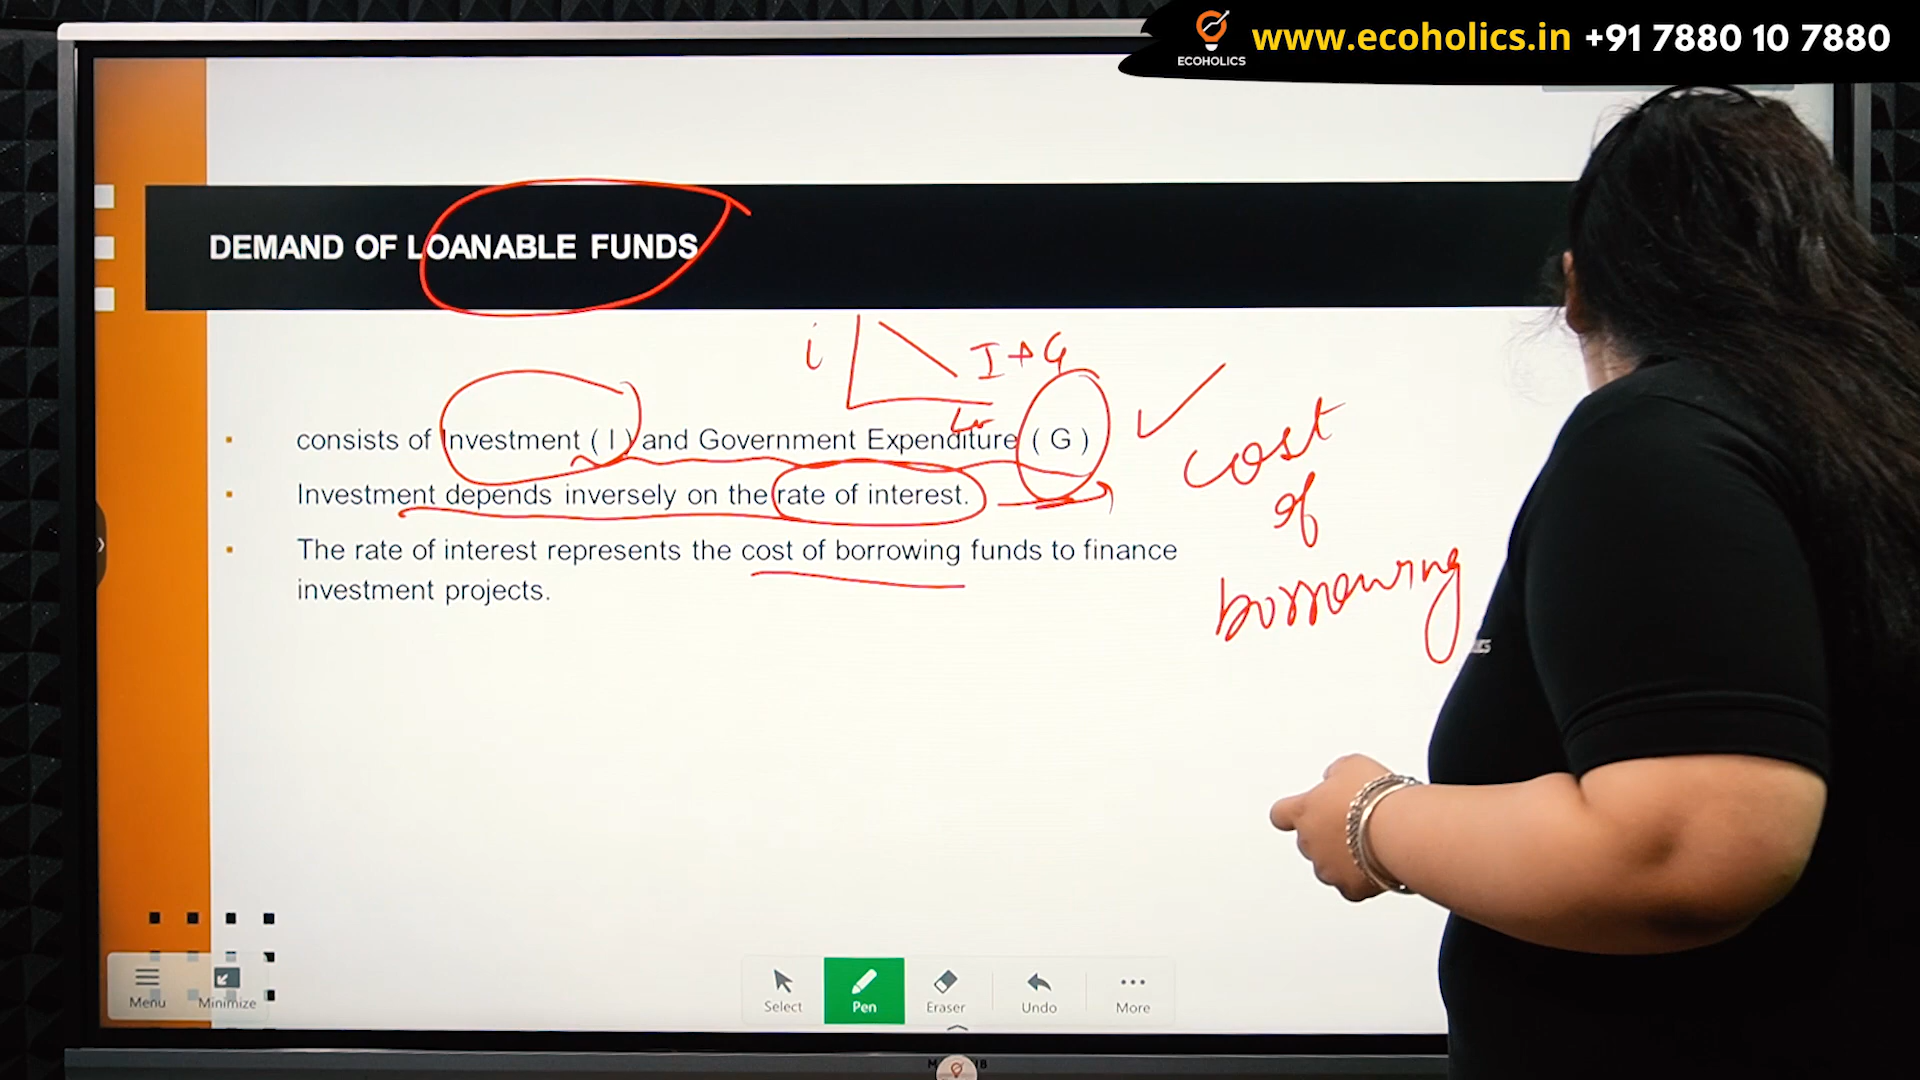 www.ecoholics.in +91 7880 10 7880
ECOHOLICS
DEMAND OF LOANABLE FUNDS
i
I + G
consists of Investment ( I ) and Government Expenditure ( G )
Investment depends inversely on the rate of interest.
The rate of interest represents the cost of borrowing funds to finance
investment projects.
cost
of
borrowing
Menu
Minimize
Select
Pen
Eraser
Undo
More